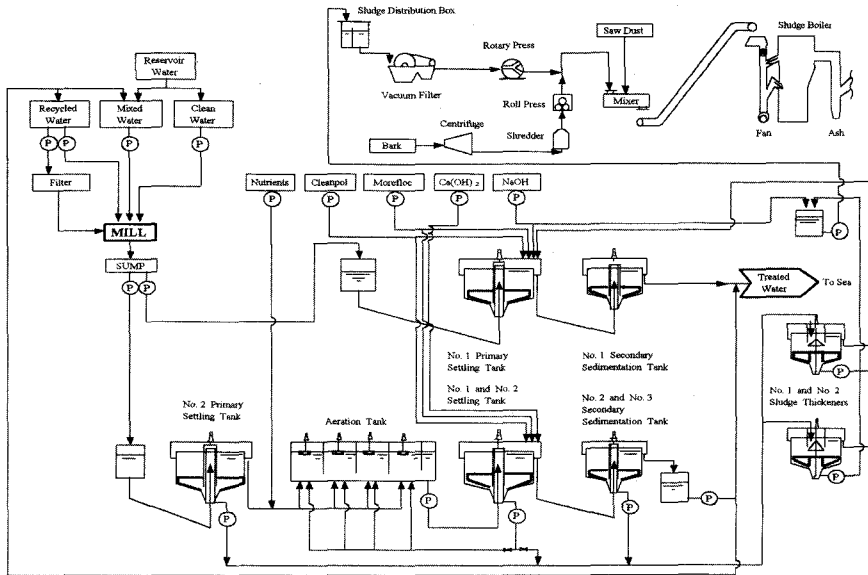 Sludge Distribution Box
Saw Dust
Sludge Boiler
Rotary Press
Reservoir
Water
Vacuum Filter
Roll Press
Mixer
Recycled
Water
Mixed
Water
Clean
Water
Centrifuge
Shredder
Bark
Fan
Ash
P
P
P
P
Filter
Nutrients
Cleanpol
Morefloc
Ca(OH)₂
NaOH
P
P
P
P
P
MILL
P
SUMP
P
P
Treated
Water
To Sea
No. 1 Primary
Settling Tank
No. 1 Secondary
Sedimentation Tank
P
No. 1 and No. 2
Settling Tank
No. 2 and No. 3
Secondary
Sedimentation Tank
No. 1 and No. 2
Sludge Thickeners
No. 2 Primary
Settling Tank
Aeration Tank
P
P
P
P
P
P